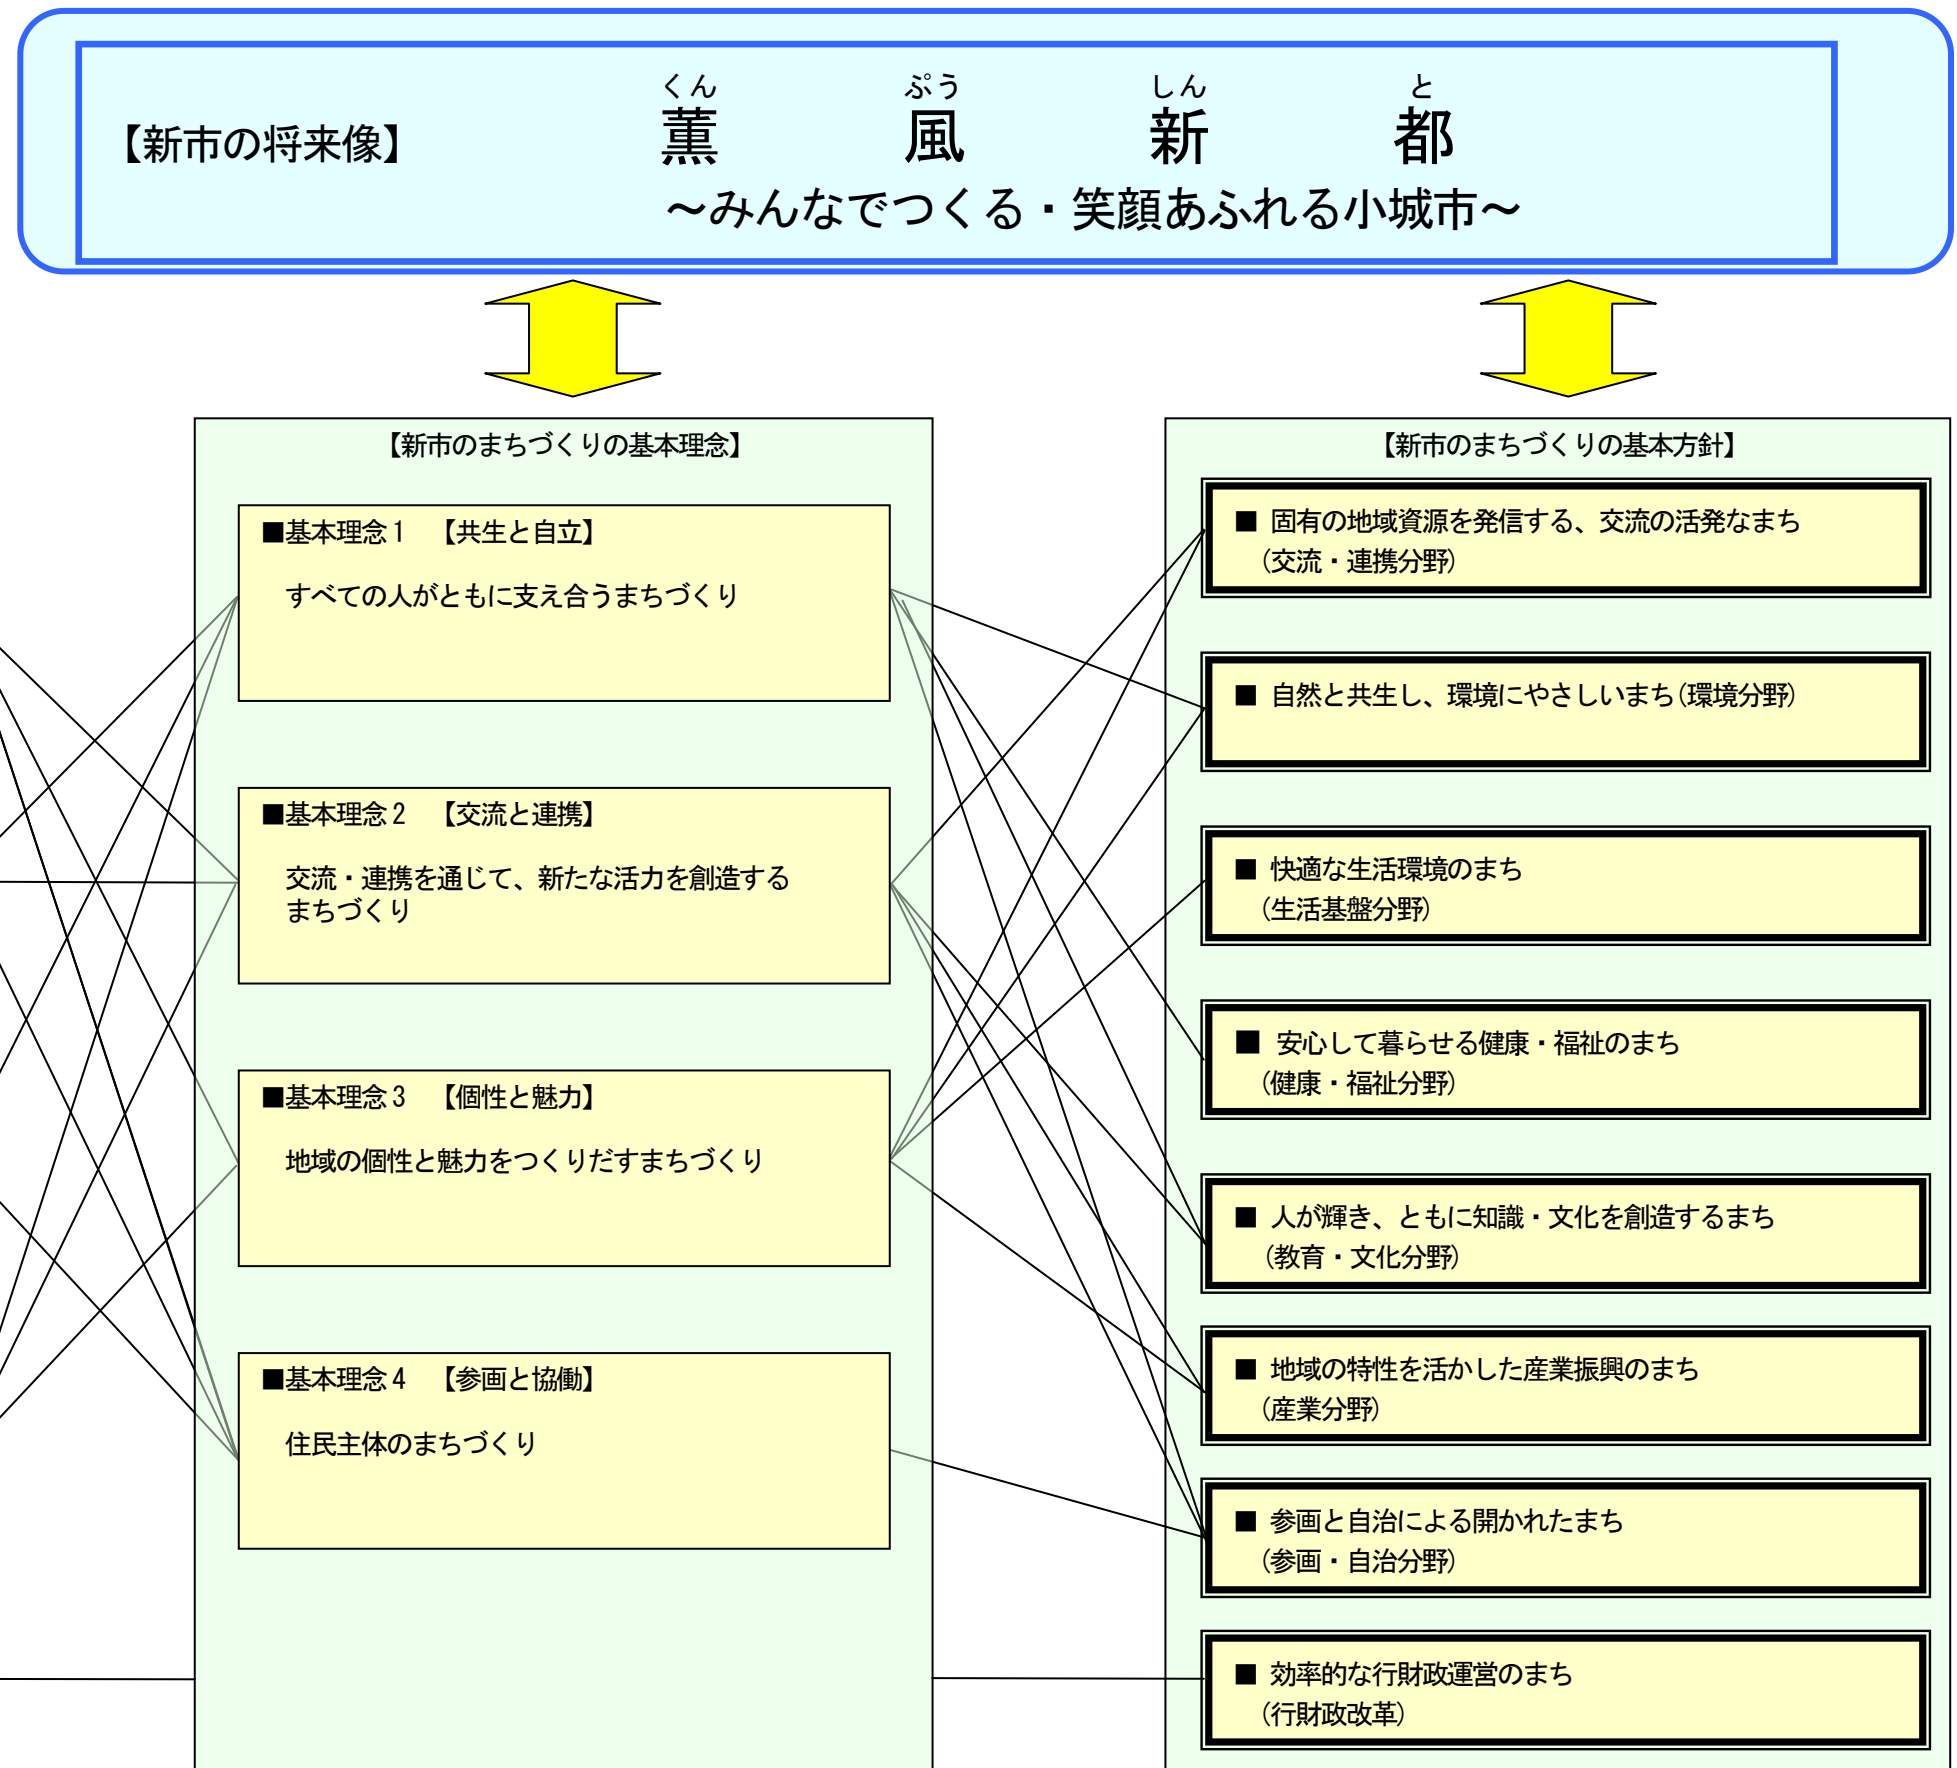 くん ぷう しん と
【新市の将来像】 薫 風 新 都
～みんなでつくる・笑顔あふれる小城市～
【新市のまちづくりの基本理念】
■基本理念1 【共生と自立】
すべての人がともに支え合うまちづくり
■基本理念2 【交流と連携】
交流・連携を通じて、新たな活力を創造する
まちづくり
■基本理念3 【個性と魅力】
地域の個性と魅力をつくりだすまちづくり
■基本理念4 【参画と協働】
住民主体のまちづくり
【新市のまちづくりの基本方針】
■ 固有の地域資源を発信する、交流の活発なまち
(交流・連携分野)
■ 自然と共生し、環境にやさしいまち(環境分野)
■ 快適な生活環境のまち
(生活基盤分野)
■ 安心して暮らせる健康・福祉のまち
(健康・福祉分野)
■ 人が輝き、ともに知識・文化を創造するまち
(教育・文化分野)
■ 地域の特性を活かした産業振興のまち
(産業分野)
■ 参画と自治による開かれたまち
(参画・自治分野)
■ 効率的な行財政運営のまち
(行財政改革)